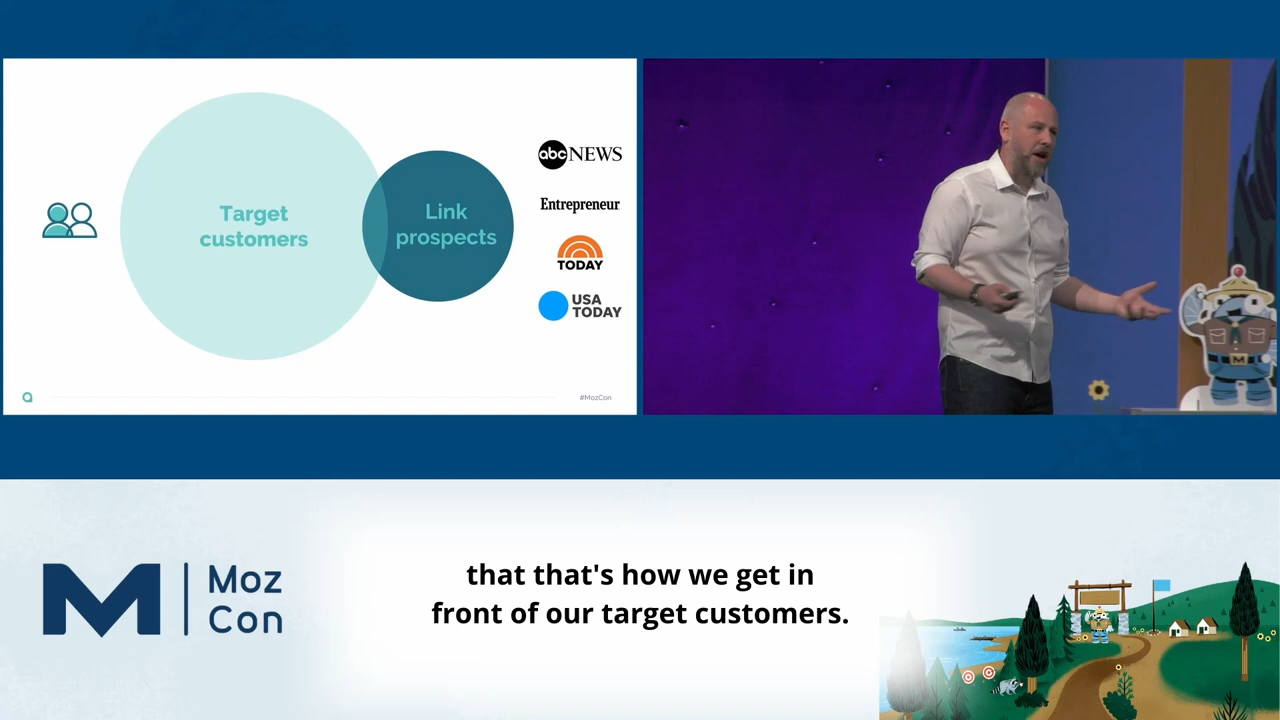 Target
customers
Link
prospects
abc NEWS
Entrepreneur
TODAY
USA
TODAY
#MozCon
M
M
Moz
Con
that that's how we get in
front of our target customers.